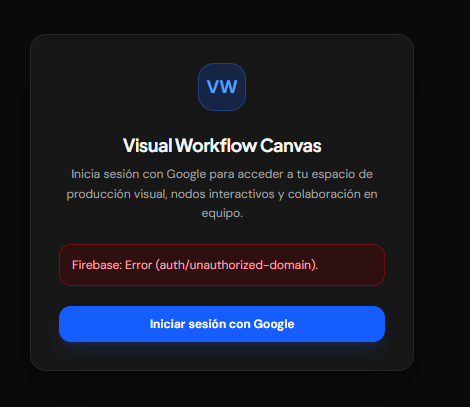 VW
Visual Workflow Canvas
Inicia sesión con Google para acceder a tu espacio de
producción visual, nodos interactivos y colaboración en
equipo.
Firebase: Error (auth/unauthorized-domain).
Iniciar sesión con Google